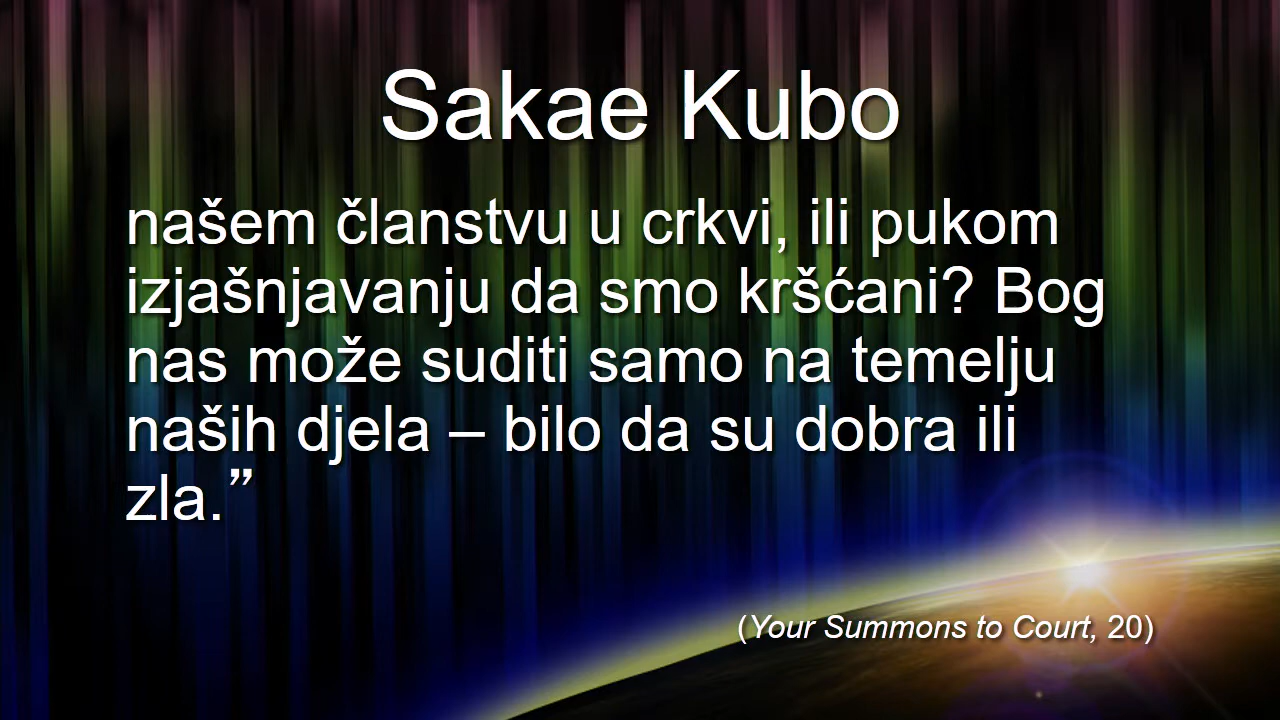 Sakae Kubo
našem članstvu u crkvi, ili pukom
izjašnjavanju da smo kršćani? Bog
nas može suditi samo na temelju
naših djela – bilo da su dobra ili
zla.”
(Your Summons to Court, 20)